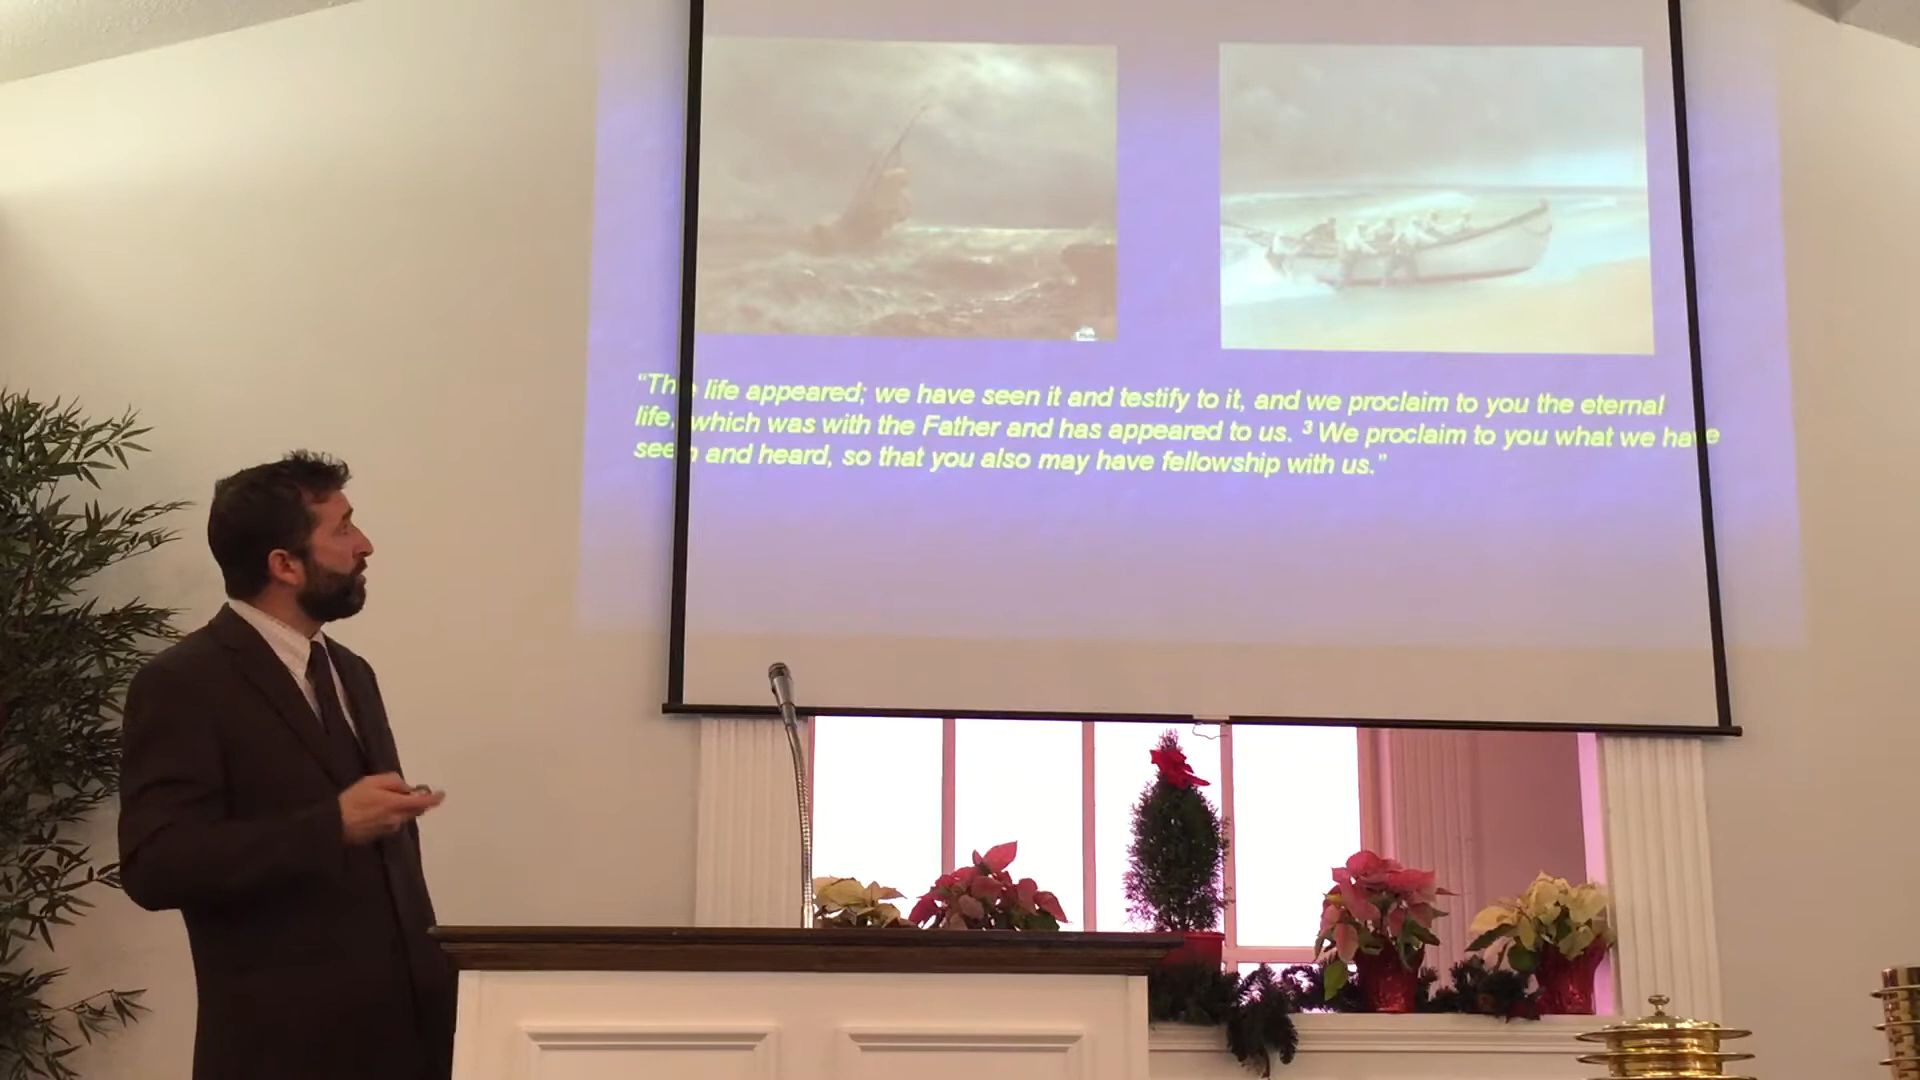 "The life appeared; we have seen it and testify to it, and we proclaim to you the eternal
life, which was with the Father and has appeared to us. ³ We proclaim to you what we have
seen and heard, so that you also may have fellowship with us."